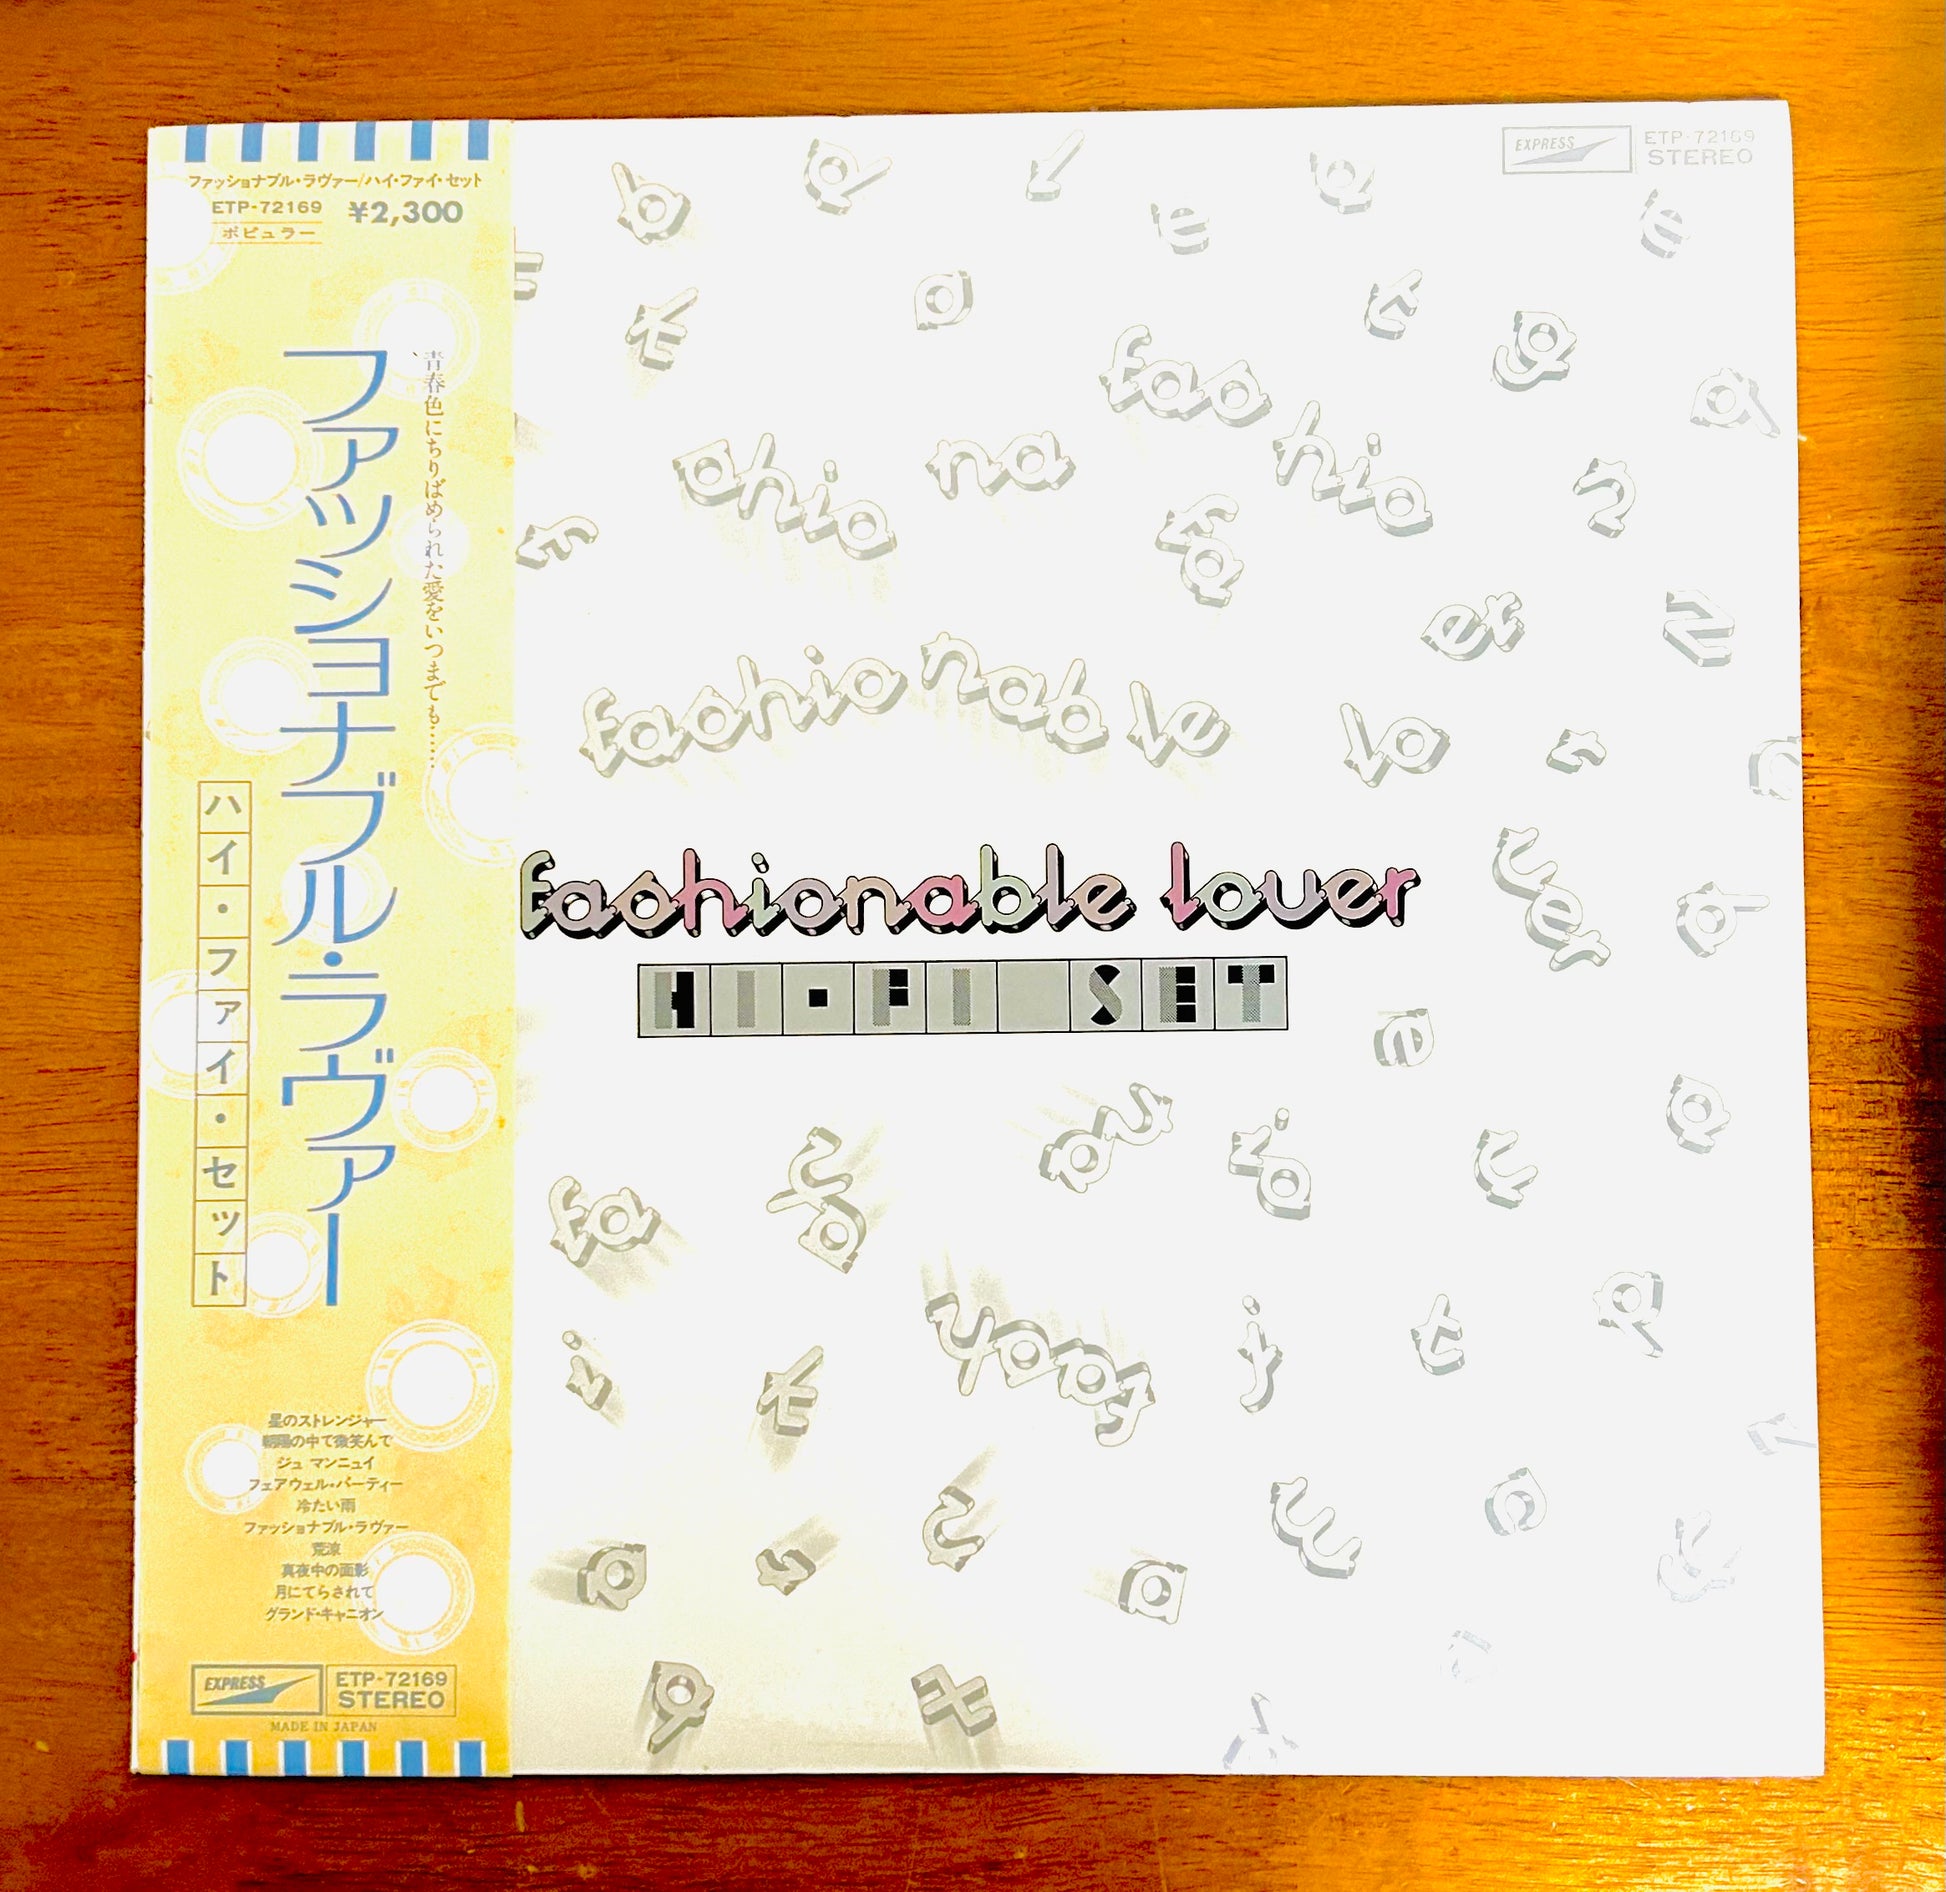 ファッショナブル・ラヴァー/ハイ・ファイ・セット
ETP-72169 ¥2,300
ポピュラー
青春色にちりばめられた愛をいつまでも……
ファッショナブル・ラヴァー
ハイ・ファイ・セット
星のストレンジャー
朝陽の中で微笑んで
ジュ マンニュイ
フェアウェル・パーティー
冷たい雨
ファッショナブル・ラヴァー
荒涼
真夜中の面影
月にてらされて
グランド・キャニオン
EXPRESS
ETP-72169
STEREO
MADE IN JAPAN
EXPRESS
ETP-72169
STEREO
fashionable
fashionable lover
HI-FI SET